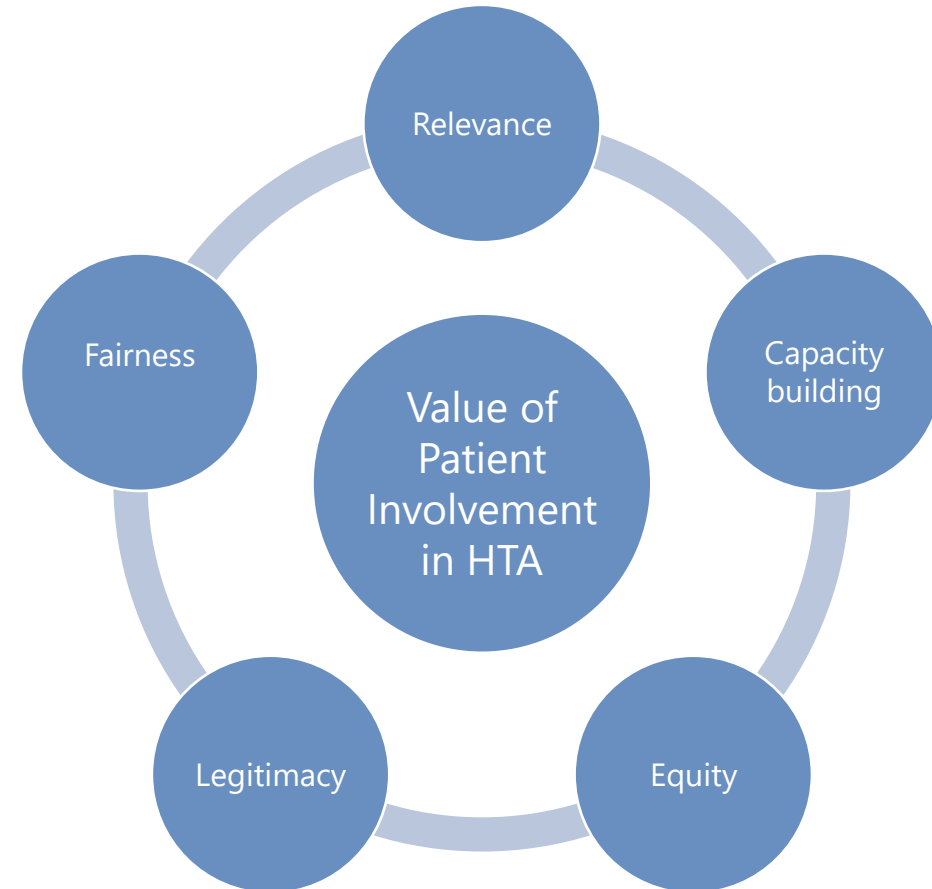 Relevance
Fairness
Capacity
building
Value of
Patient
Involvement
in HTA
Legitimacy
Equity